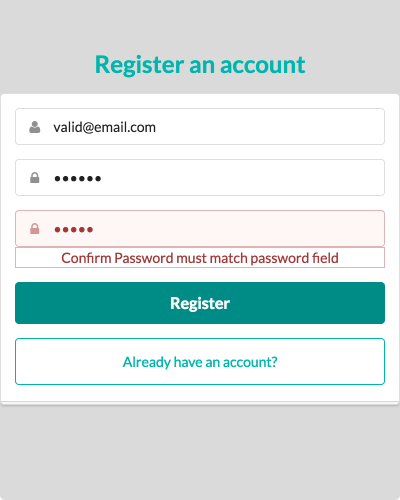 Register an account
valid@email.com
••••••
•••••
Confirm Password must match password field
Register
Already have an account?